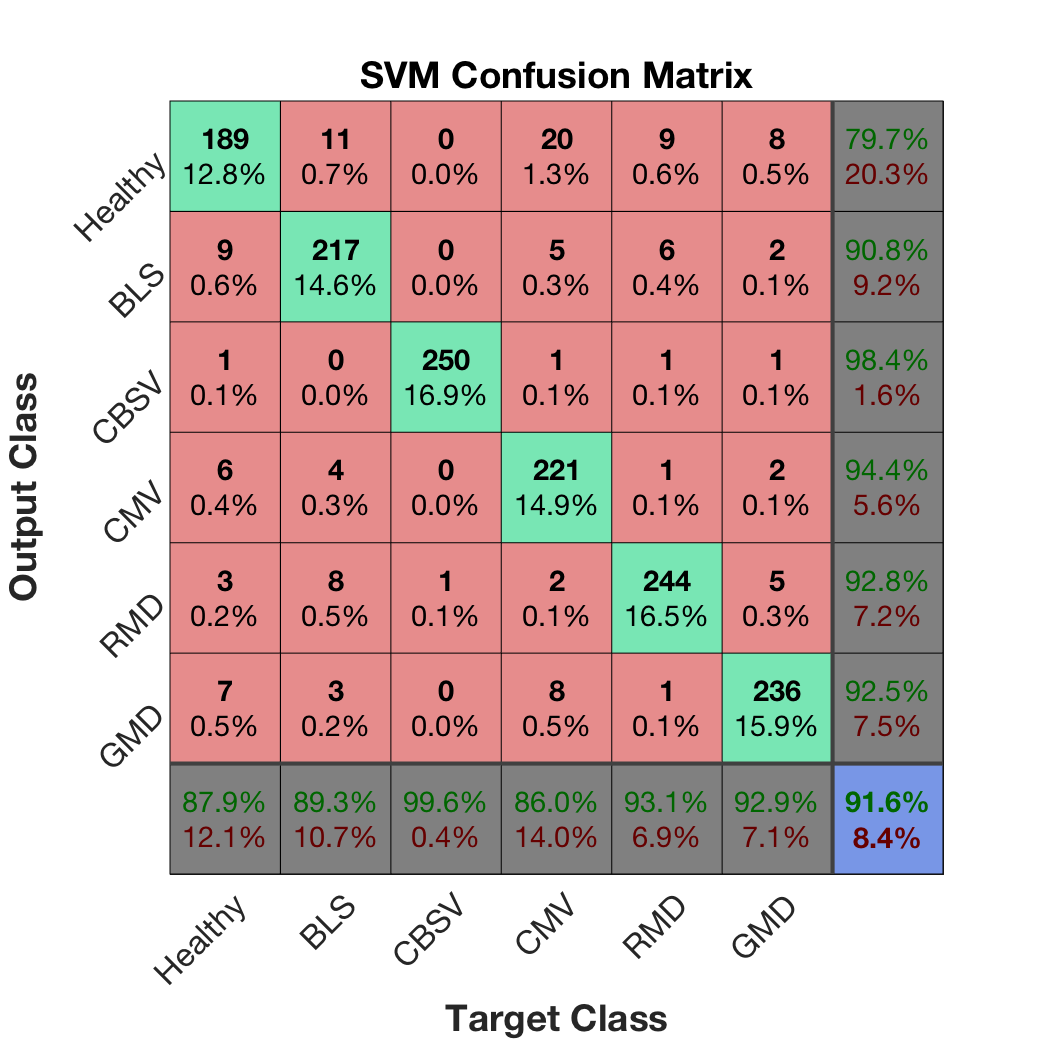 SVM Confusion Matrix
Healthy
189 11 0 20 9 8 79.7%
12.8% 0.7% 0.0% 1.3% 0.6% 0.5% 20.3%
BLS
9 217 0 5 6 2 90.8%
0.6% 14.6% 0.0% 0.3% 0.4% 0.1% 9.2%
CBSV
1 0 250 1 1 1 98.4%
0.1% 0.0% 16.9% 0.1% 0.1% 0.1% 1.6%
CMV
6 4 0 221 1 2 94.4%
0.4% 0.3% 0.0% 14.9% 0.1% 0.1% 5.6%
RMD
3 8 1 2 244 5 92.8%
0.2% 0.5% 0.1% 0.1% 16.5% 0.3% 7.2%
GMD
7 3 0 8 1 236 92.5%
0.5% 0.2% 0.0% 0.5% 0.1% 15.9% 7.5%
87.9% 89.3% 99.6% 86.0% 93.1% 92.9% 91.6%
12.1% 10.7% 0.4% 14.0% 6.9% 7.1% 8.4%
Healthy BLS CBSV CMV RMD GMD
Target Class
Output Class